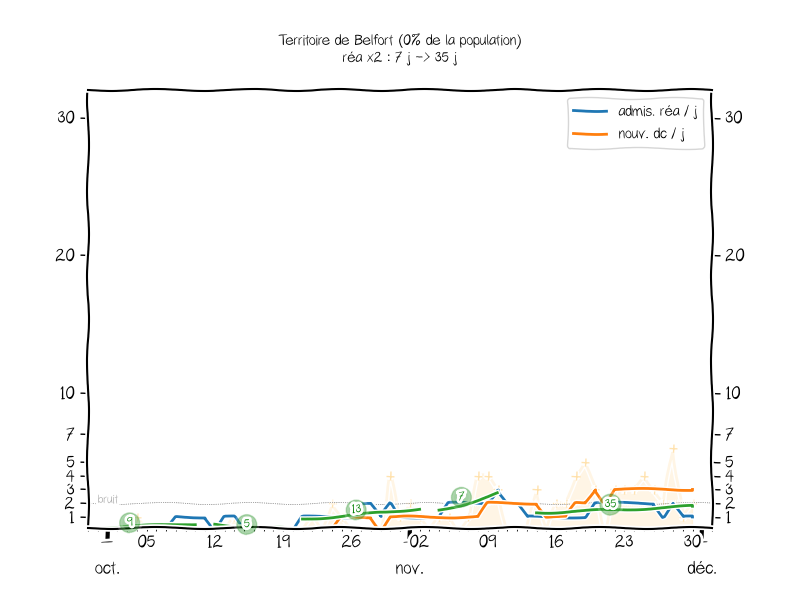 Territoire de Belfort (0% de la population)
réa x2 : 7 j -> 35 j
admis. réa / j
nouv. dc / j
30 30
20 20
10 10
7 7
5 5
4 4
3 3
2 2
1 1
bruit
9 5 13 7 35
05 12 19 26 02 09 16 23 30
oct. nov. déc.